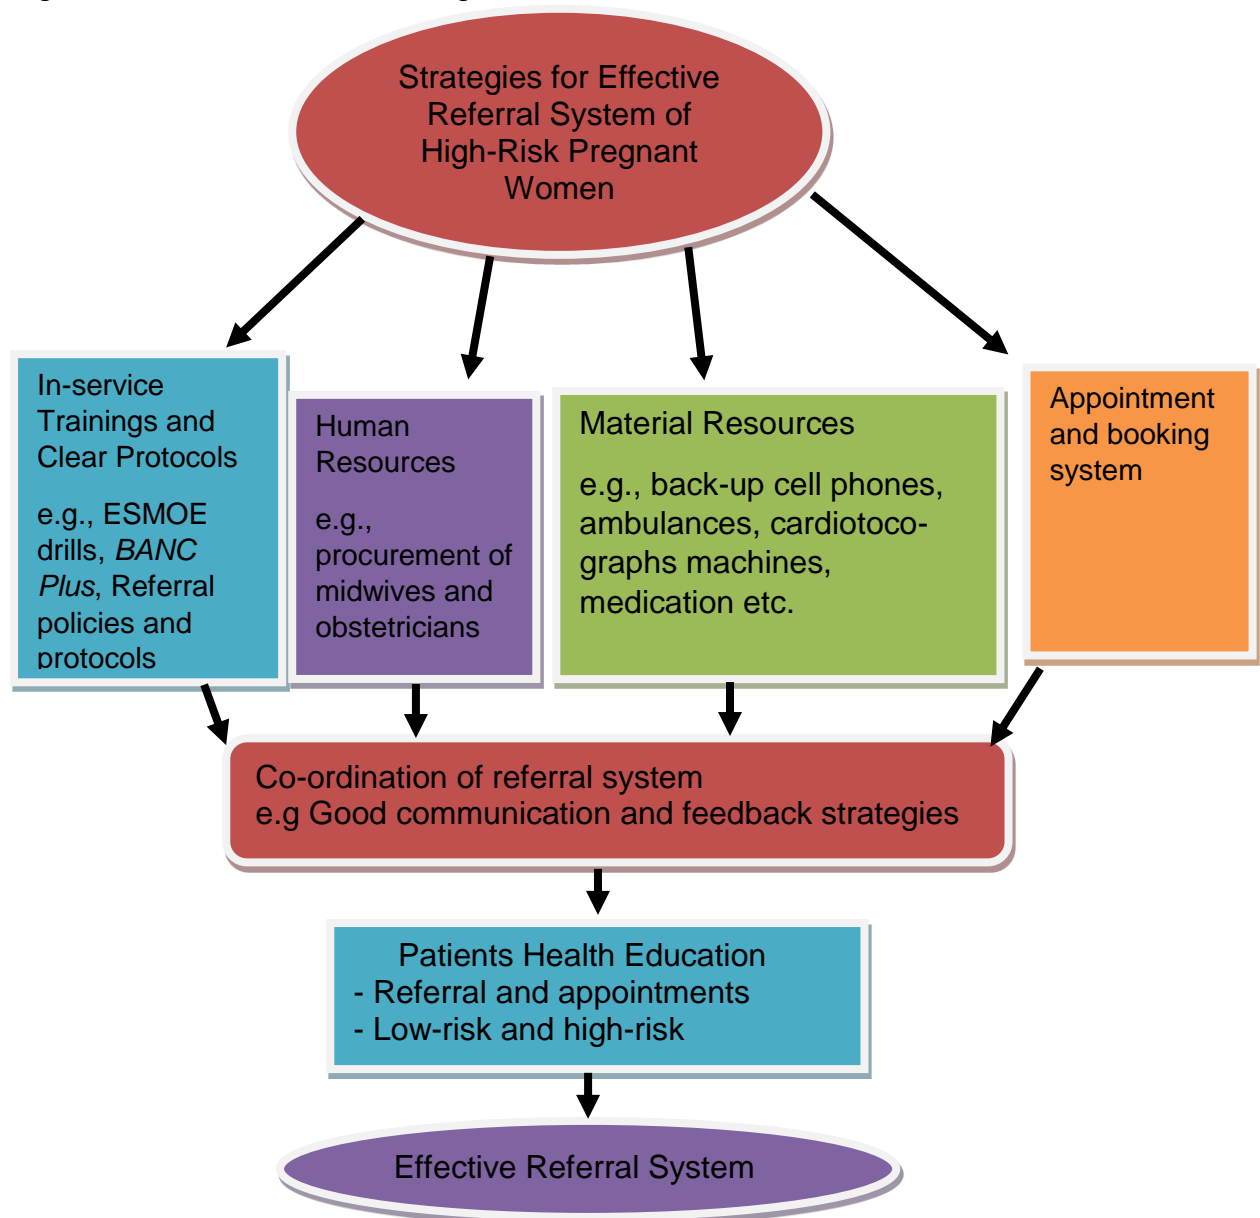 Strategies for Effective
Referral System of
High-Risk Pregnant
Women
In-service
Trainings and
Clear Protocols
e.g., ESMOE
drills, BANC
Plus, Referral
policies and
protocols
Human
Resources
e.g.,
procurement of
midwives and
obstetricians
Material Resources
e.g., back-up cell phones,
ambulances, cardiotoco-
graphs machines,
medication etc.
Appointment
and booking
system
Co-ordination of referral system
e.g Good communication and feedback strategies
Patients Health Education
- Referral and appointments
- Low-risk and high-risk
Effective Referral System